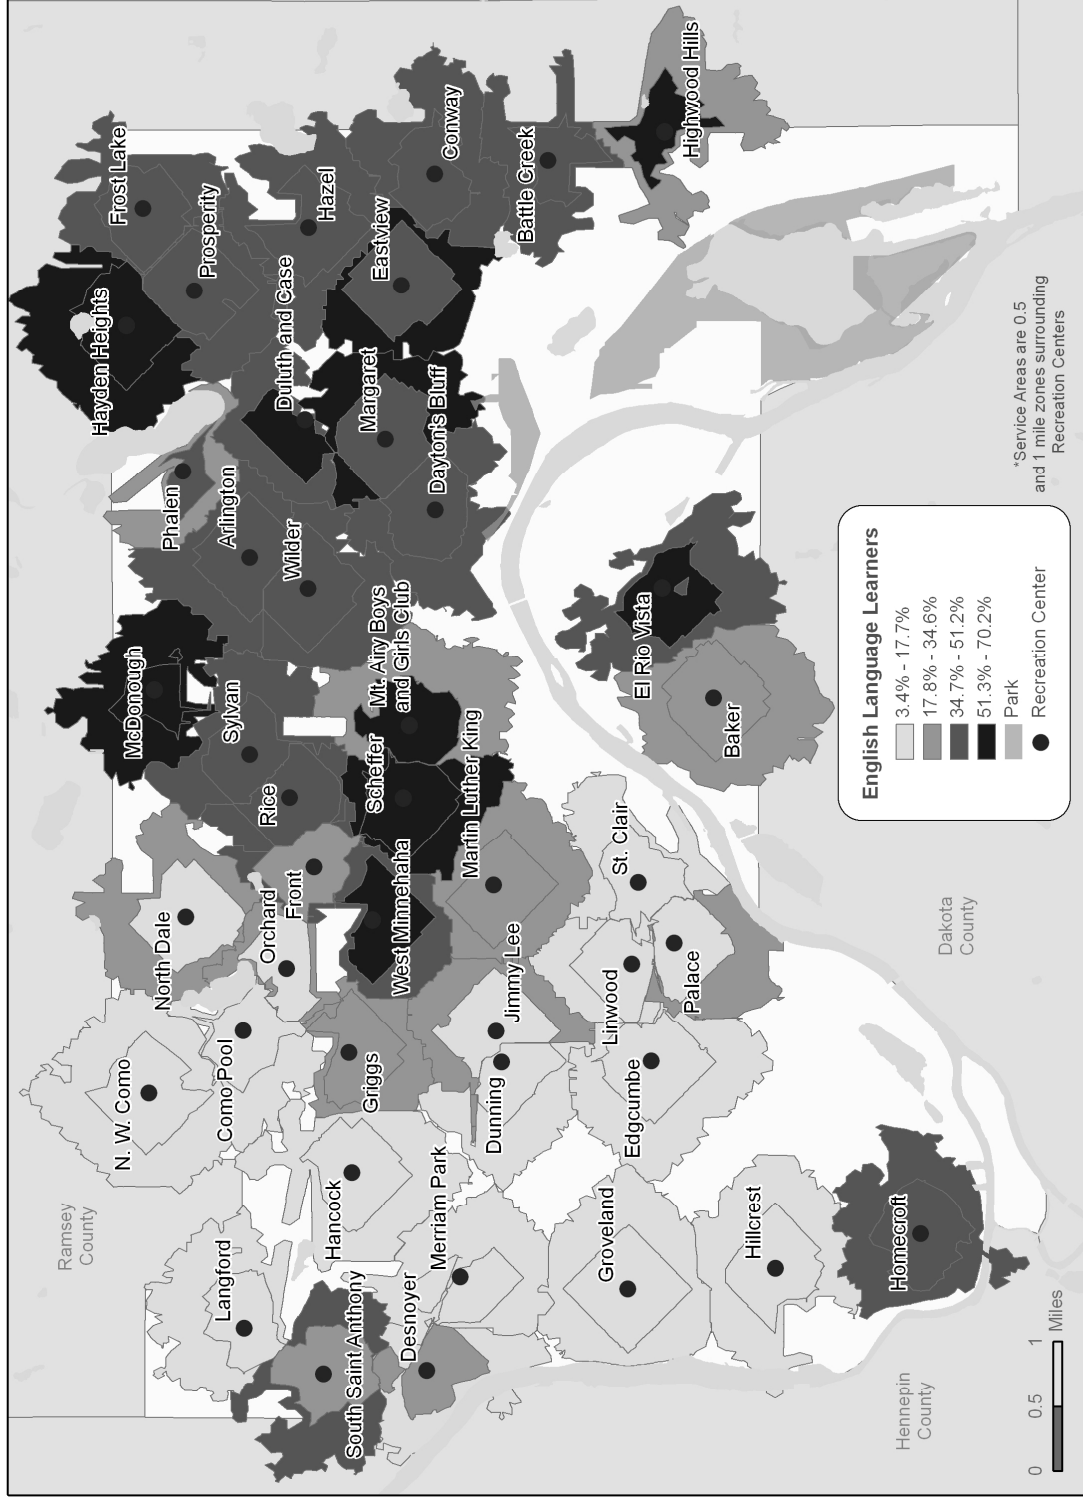 Ramsey
County
Hennepin
County
Dakota
County
Langford
South Saint Anthony
Desnoyer
Hancock
Merriam Park
Groveland
Hillcrest
Homecroft
N. W. Como
Como Pool
Griggs
Dunning
Edgcumbe
North Dale
Orchard
Front
West Minnehaha
Jimmy Lee
Linwood
Palace
St. Clair
McDonough
Sylvan
Rice
Scheffer
Martin Luther King
Mt. Airy Boys
and Girls Club
Baker
El Rio Vista
Phalen
Arlington
Wilder
Hayden Heights
Duluth and Case
Margaret
Dayton's Bluff
Frost Lake
Prosperity
Hazel
Eastview
Conway
Battle Creek
Highwood Hills
English Language Learners
3.4% - 17.7%
17.8% - 34.6%
34.7% - 51.2%
51.3% - 70.2%
Park
Recreation Center
*Service Areas are 0.5
and 1 mile zones surrounding
Recreation Centers
0 0.5 1
Miles